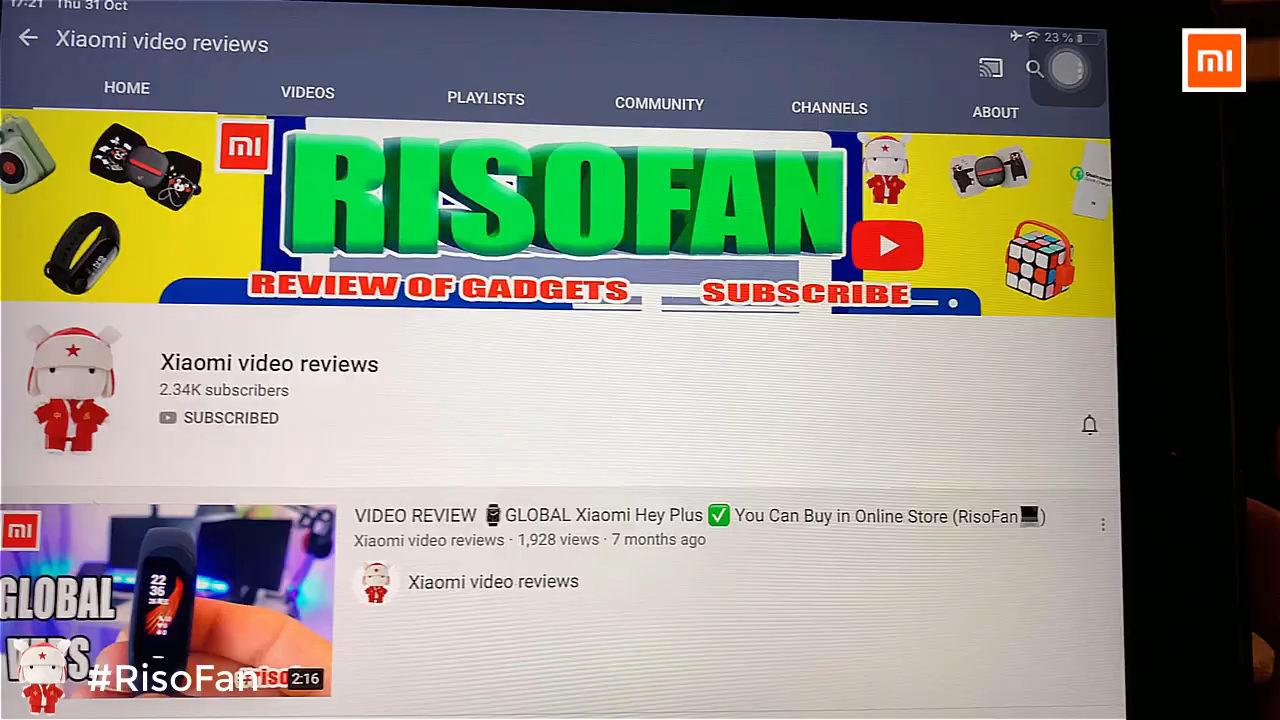 17:21 Thu 31 Oct
23 %
Xiaomi video reviews
HOME VIDEOS PLAYLISTS COMMUNITY CHANNELS ABOUT
mi
mi
RISOFAN
REVIEW OF GADGETS SUBSCRIBE
Xiaomi video reviews
2.34K subscribers
SUBSCRIBED
VIDEO REVIEW ⌚GLOBAL Xiaomi Hey Plus ✅ You Can Buy in Online Store (RisoFan💻)
Xiaomi video reviews · 1,928 views · 7 months ago
Xiaomi video reviews
mi
22
36
GLOBAL
#RisoFan
2:16